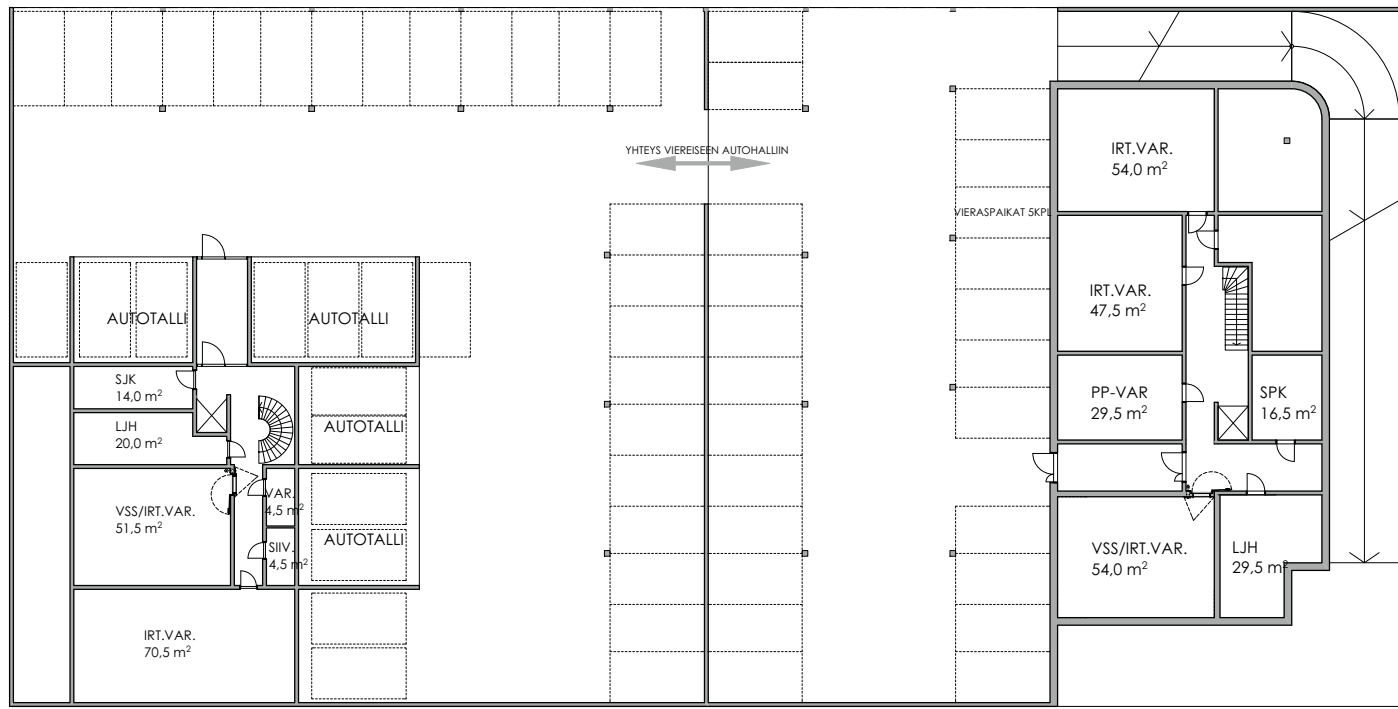 YHTEYS VIEREISEEN AUTOHALLIIN
IRT.VAR.
54,0 m²
VIERASPAIKAT 5KPL
IRT.VAR.
47,5 m²
AUTOTALLI
AUTOTALLI
SJK
14,0 m²
PP-VAR
29,5 m²
SPK
16,5 m²
LJH
20,0 m²
AUTOTALLI
VAR.
4,5 m²
VSS/IRT.VAR.
51,5 m²
AUTOTALLI
SIIV.
4,5 m²
VSS/IRT.VAR.
54,0 m²
LJH
29,5 m²
IRT.VAR.
70,5 m²